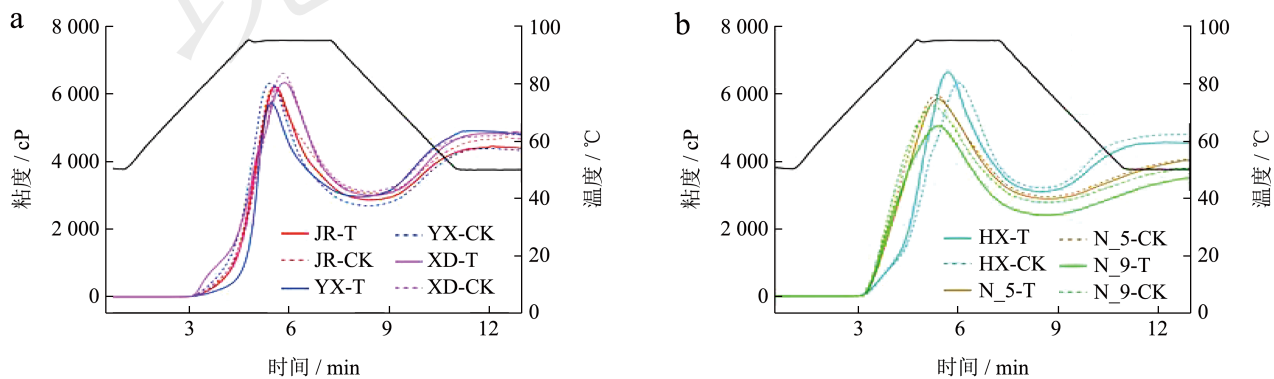 a
8 000
6 000
4 000
2 000
0
粘度 / cP
100
80
60
40
20
0
温度 / ℃
3
6
9
12
时间 / min
JR-T
JR-CK
YX-T
YX-CK
XD-T
XD-CK
b
8 000
6 000
4 000
2 000
0
粘度 / cP
100
80
60
40
20
0
温度 / ℃
3
6
9
12
时间 / min
HX-T
HX-CK
N_5-T
N_5-CK
N_9-T
N_9-CK